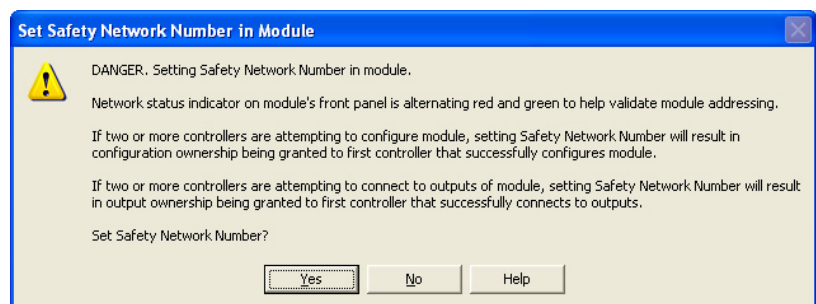 Set Safety Network Number in Module
DANGER. Setting Safety Network Number in module.
Network status indicator on module's front panel is alternating red and green to help validate module addressing.
If two or more controllers are attempting to configure module, setting Safety Network Number will result in
configuration ownership being granted to first controller that successfully configures module.
If two or more controllers are attempting to connect to outputs of module, setting Safety Network Number will result
in output ownership being granted to first controller that successfully connects to outputs.
Set Safety Network Number?
Yes No Help